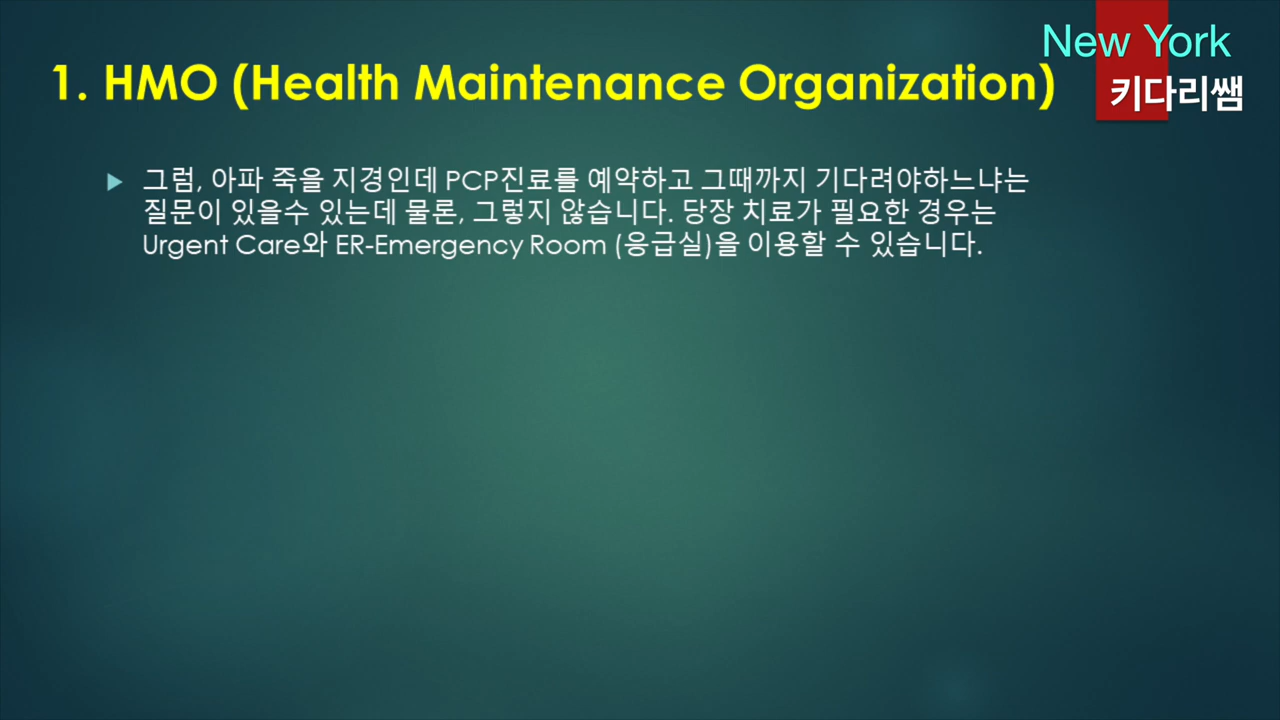 New York
키다리쌤
1. HMO (Health Maintenance Organization)
그럼, 아파 죽을 지경인데 PCP진료를 예약하고 그때까지 기다려야하느냐는
질문이 있을수 있는데 물론, 그렇지 않습니다. 당장 치료가 필요한 경우는
Urgent Care와 ER-Emergency Room (응급실)을 이용할 수 있습니다.